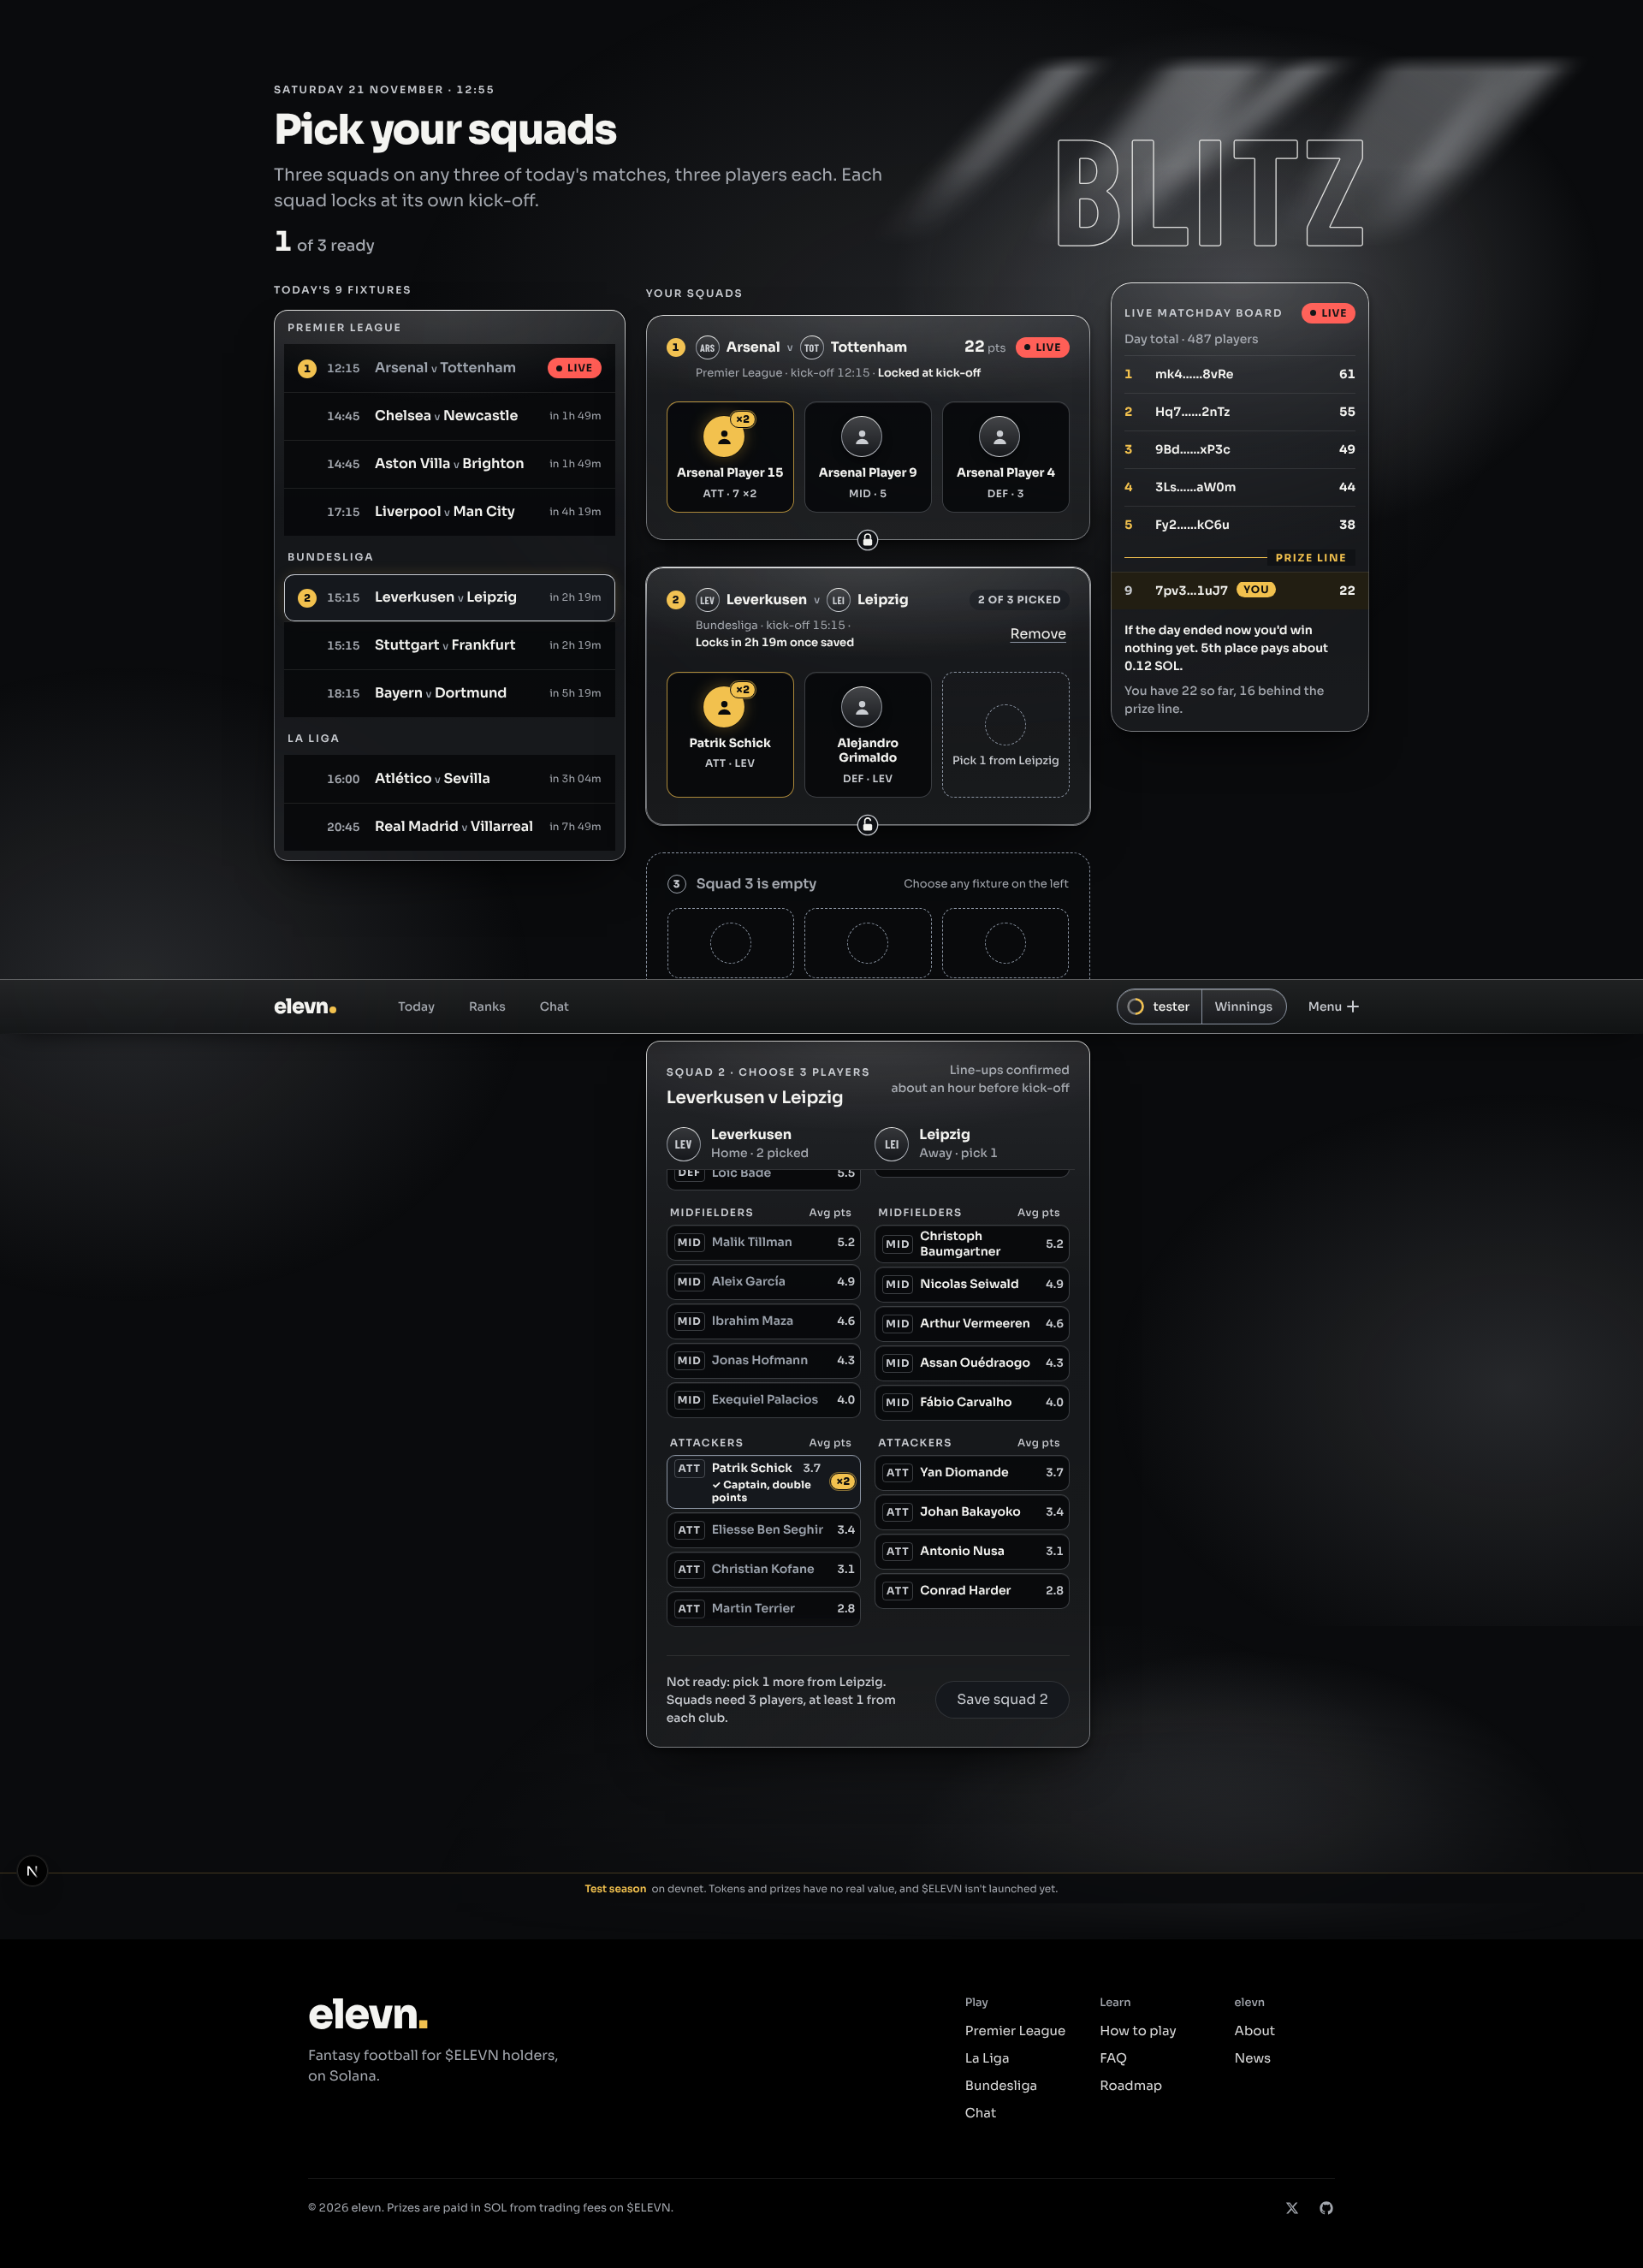 SATURDAY 21 NOVEMBER · 12:55
Pick your squads
Three squads on any three of today's matches, three players each. Each
squad locks at its own kick-off.
1 of 3 ready
BLITZ
TODAY'S 9 FIXTURES
PREMIER LEAGUE
1 12:15 Arsenal v Tottenham LIVE
14:45 Chelsea v Newcastle in 1h 49m
14:45 Aston Villa v Brighton in 1h 49m
17:15 Liverpool v Man City in 4h 19m
BUNDESLIGA
2 15:15 Leverkusen v Leipzig in 2h 19m
15:15 Stuttgart v Frankfurt in 2h 19m
18:15 Bayern v Dortmund in 5h 19m
LA LIGA
16:00 Atlético v Sevilla in 3h 04m
20:45 Real Madrid v Villarreal in 7h 49m
YOUR SQUADS
1 ARS Arsenal v TOT Tottenham 22 pts LIVE
Premier League · kick-off 12:15 · Locked at kick-off
×2
Arsenal Player 15
ATT · 7 ×2
Arsenal Player 9
MID · 5
Arsenal Player 4
DEF · 3
2 LEV Leverkusen v LEI Leipzig 2 OF 3 PICKED
Bundesliga · kick-off 15:15 ·
Locks in 2h 19m once saved
Remove
×2
Patrik Schick
ATT · LEV
Alejandro
Grimaldo
DEF · LEV
Pick 1 from Leipzig
3 Squad 3 is empty Choose any fixture on the left
LIVE MATCHDAY BOARD LIVE
Day total · 487 players
1 mk4......8vRe 61
2 Hq7......2nTz 55
3 9Bd......xP3c 49
4 3Ls......aW0m 44
5 Fy2......kC6u 38
PRIZE LINE
9 7pv3...1uJ7 YOU 22
If the day ended now you'd win
nothing yet. 5th place pays about
0.12 SOL.
You have 22 so far, 16 behind the
prize line.
elevn. Today Ranks Chat tester Winnings Menu
SQUAD 2 · CHOOSE 3 PLAYERS
Leverkusen v Leipzig
Line-ups confirmed
about an hour before kick-off
LEV Leverkusen
Home · 2 picked
LEI Leipzig
Away · pick 1
DEF Loïc Badé 5.5
MIDFIELDERS Avg pts
MID Malik Tillman 5.2
MID Aleix García 4.9
MID Ibrahim Maza 4.6
MID Jonas Hofmann 4.3
MID Exequiel Palacios 4.0
ATTACKERS Avg pts
ATT Patrik Schick 3.7
✓ Captain, double
points
×2
ATT Eliesse Ben Seghir 3.4
ATT Christian Kofane 3.1
ATT Martin Terrier 2.8
MIDFIELDERS Avg pts
MID Christoph
Baumgartner 5.2
MID Nicolas Seiwald 4.9
MID Arthur Vermeeren 4.6
MID Assan Ouédraogo 4.3
MID Fábio Carvalho 4.0
ATTACKERS Avg pts
ATT Yan Diomande 3.7
ATT Johan Bakayoko 3.4
ATT Antonio Nusa 3.1
ATT Conrad Harder 2.8
Not ready: pick 1 more from Leipzig.
Squads need 3 players, at least 1 from
each club.
Save squad 2
N
Test season on devnet. Tokens and prizes have no real value, and $ELEVN isn't launched yet.
elevn.
Fantasy football for $ELEVN holders,
on Solana.
Play
Premier League
La Liga
Bundesliga
Chat
Learn
How to play
FAQ
Roadmap
elevn
About
News
© 2026 elevn. Prizes are paid in SOL from trading fees on $ELEVN.